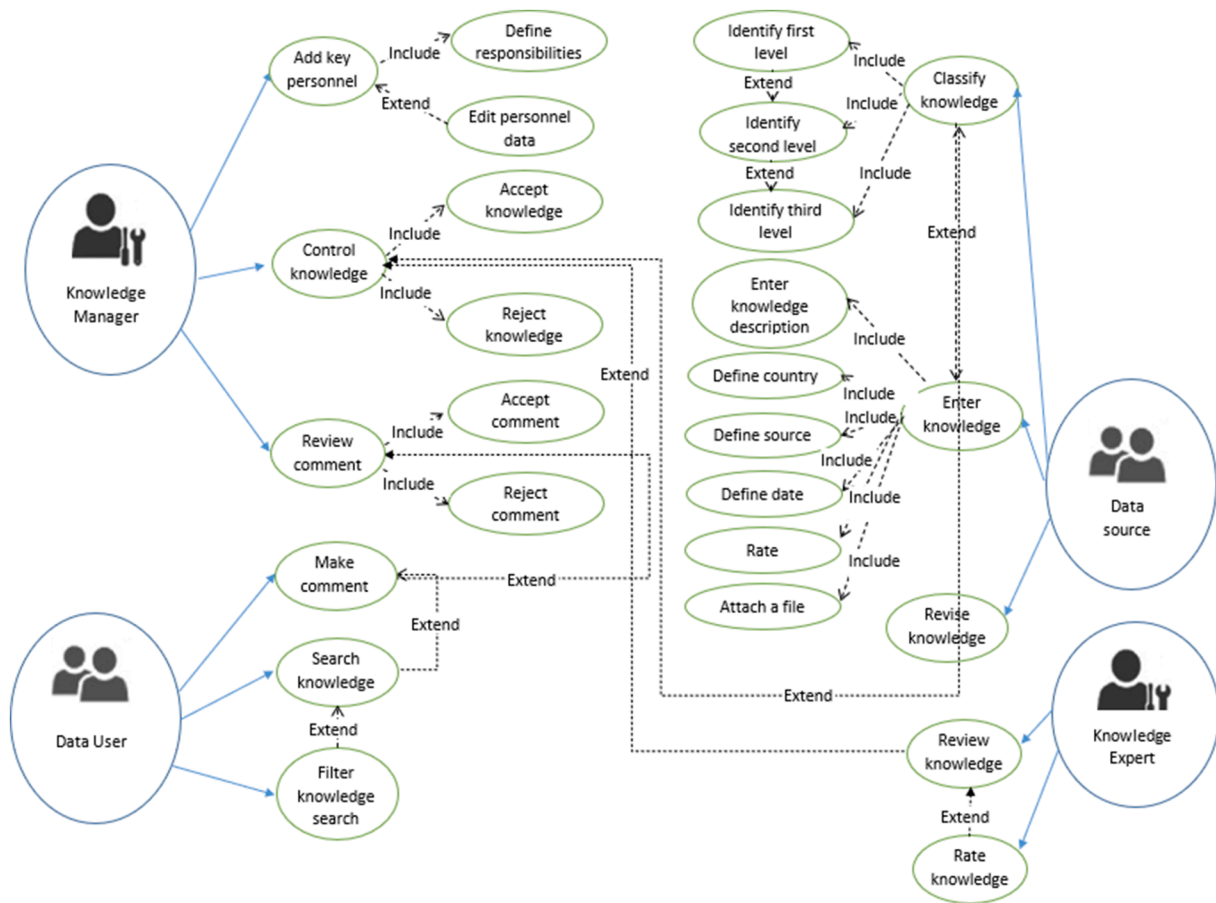 Add key
personnel
Include
Define
responsibilities
Extend
Edit personnel
data
Knowledge
Manager
Control
knowledge
Include
Accept
knowledge
Include
Reject
knowledge
Review
comment
Include
Accept
comment
Include
Reject
comment
Make
comment
Extend
Extend
Search
knowledge
Extend
Filter
knowledge
search
Data User
Identify first
level
Include
Classify
knowledge
Extend
Include
Identify
second level
Extend
Include
Identify third
level
Extend
Enter
knowledge
description
Include
Extend
Define country
Include
Enter
knowledge
Define source
Include
Include
Define date
Include
Rate
Include
Attach a file
Data
source
Revise
knowledge
Extend
Review
knowledge
Extend
Rate
knowledge
Knowledge
Expert